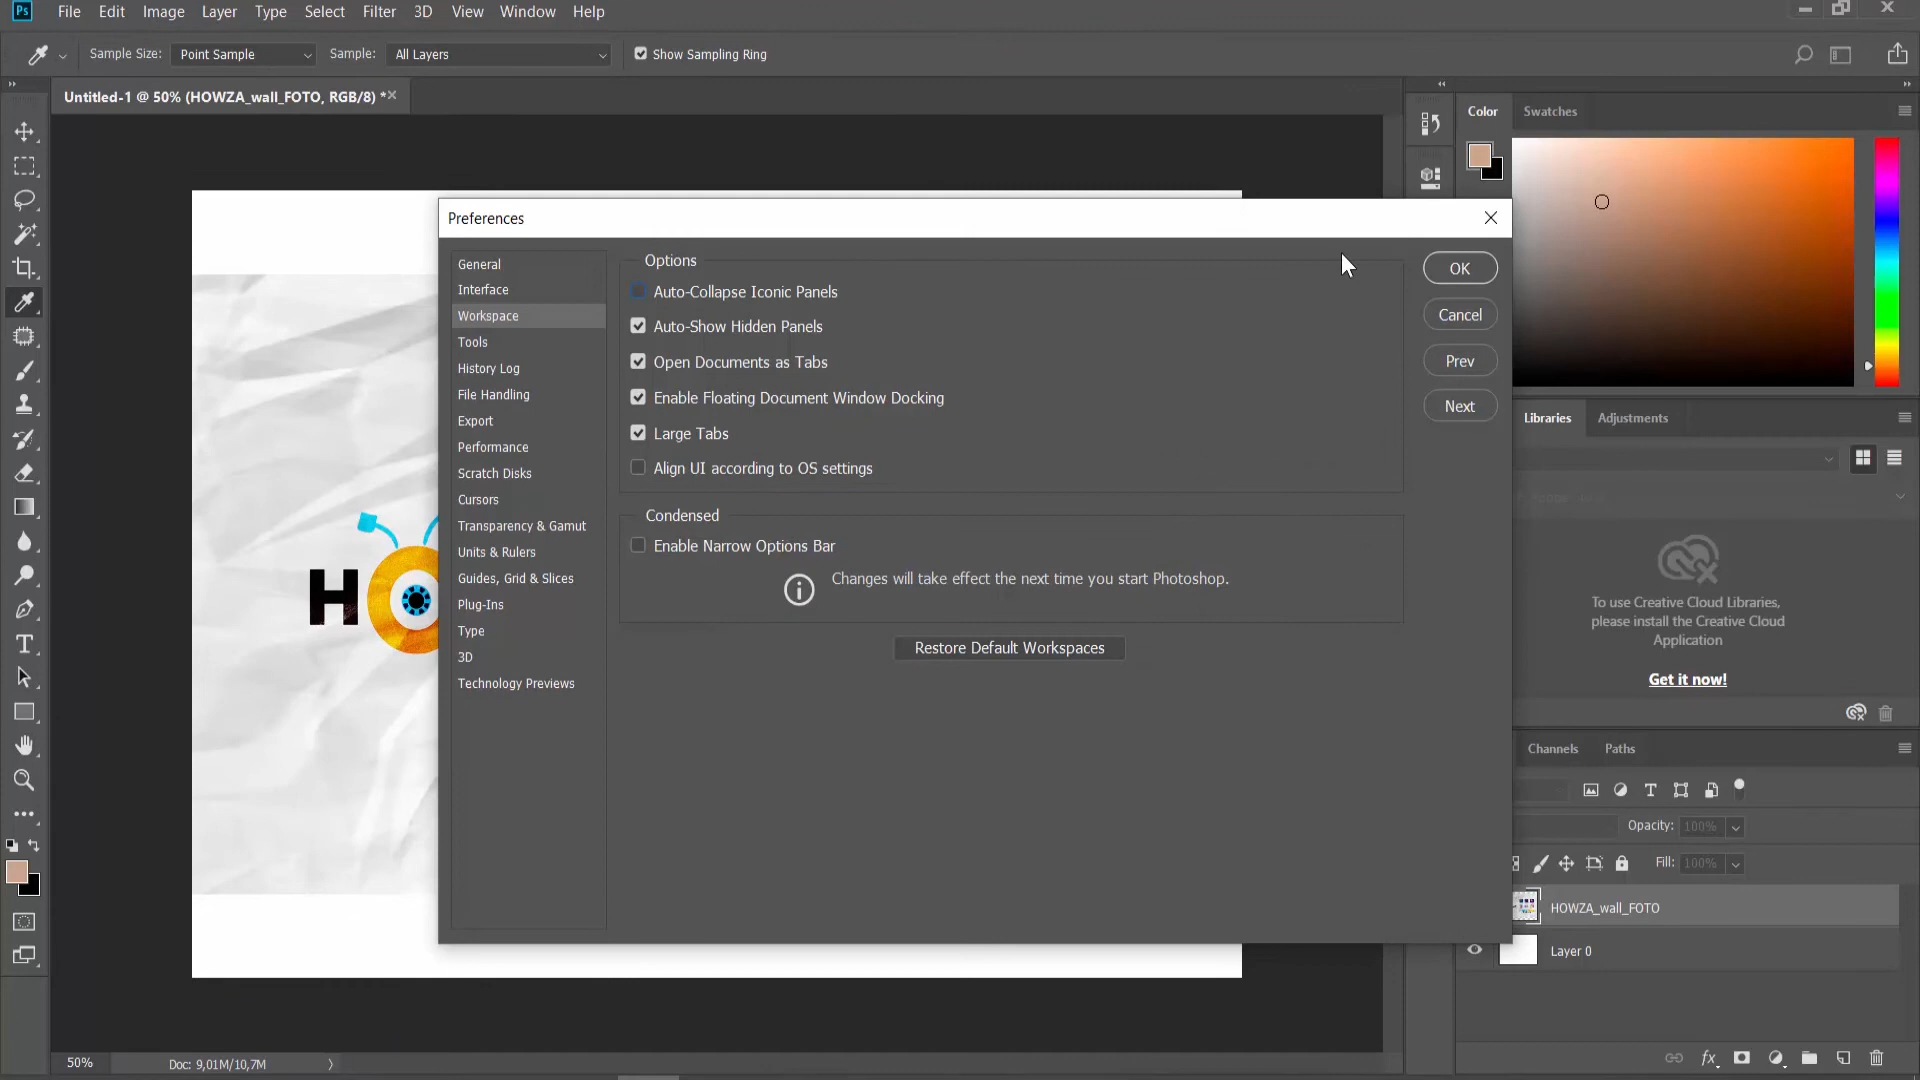 Ps File Edit Image Layer Type Select Filter 3D View Window Help
Sample Size: Point Sample Sample: All Layers Show Sampling Ring
Untitled-1 @ 50% (HOWZA_wall_FOTO, RGB/8) *
Color Swatches
Preferences
General
Interface
Workspace
Tools
History Log
File Handling
Export
Performance
Scratch Disks
Cursors
Transparency & Gamut
Units & Rulers
Guides, Grid & Slices
Plug-Ins
Type
3D
Technology Previews
Options
Auto-Collapse Iconic Panels
Auto-Show Hidden Panels
Open Documents as Tabs
Enable Floating Document Window Docking
Large Tabs
Align UI according to OS settings
Condensed
Enable Narrow Options Bar
Changes will take effect the next time you start Photoshop.
Restore Default Workspaces
OK
Cancel
Prev
Next
H
Libraries Adjustments
To use Creative Cloud Libraries,
please install the Creative Cloud
Application
Get it now!
Channels Paths
Opacity: 100%
Fill: 100%
HOWZA_wall_FOTO
Layer 0
50% Doc: 9,01M/10,7M